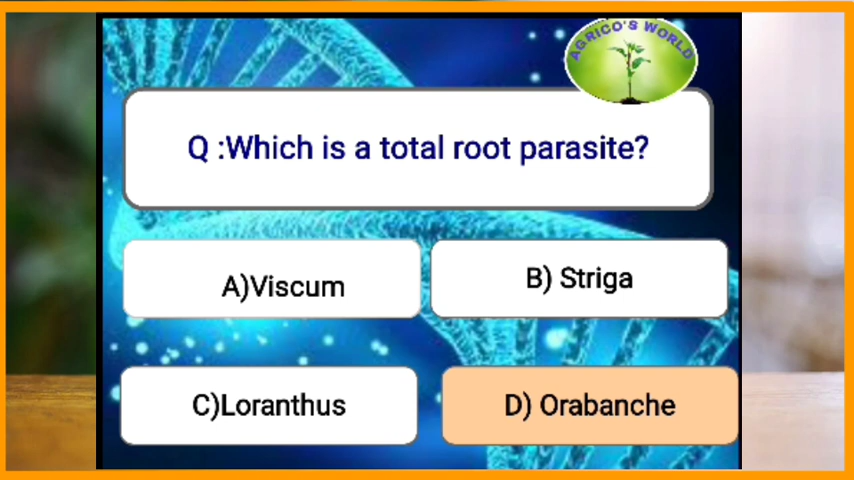 AGRICO'S WORLD
Q :Which is a total root parasite?
A)Viscum
B) Striga
C)Loranthus
D) Orabanche